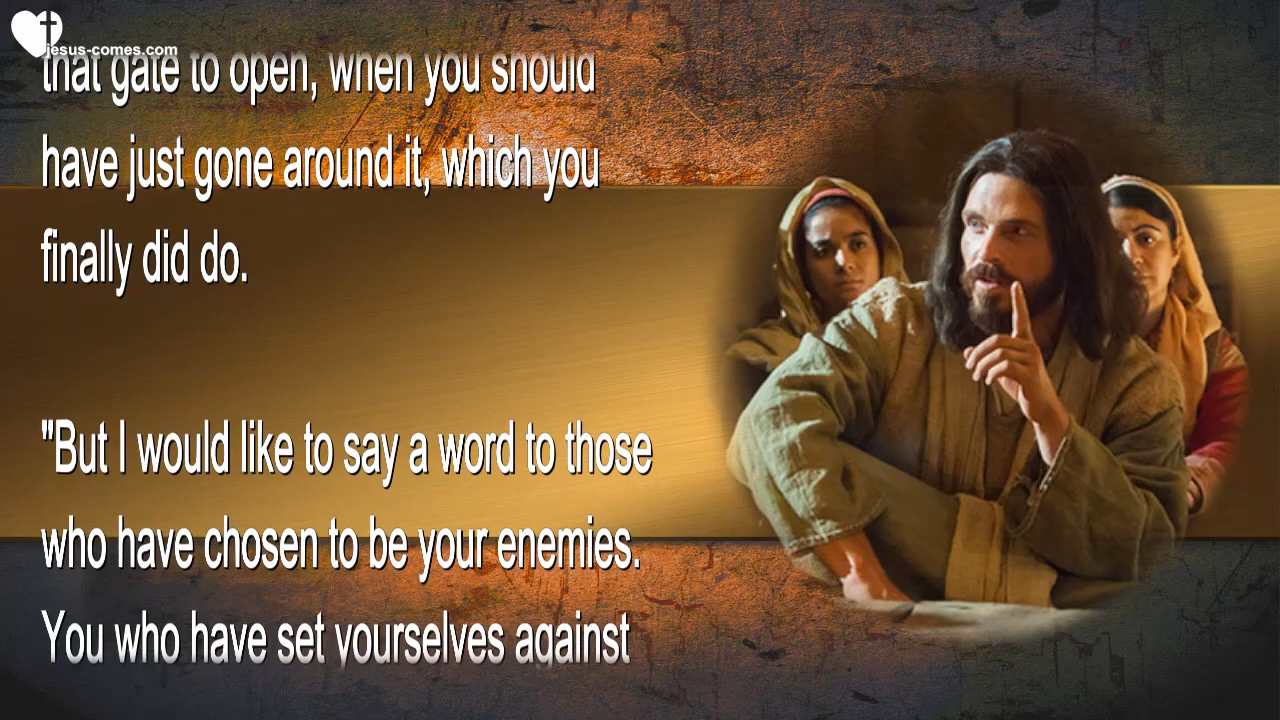 jesus-comes.com
that gate to open, when you should
have just gone around it, which you
finally did do.
"But I would like to say a word to those
who have chosen to be your enemies.
You who have set yourselves against